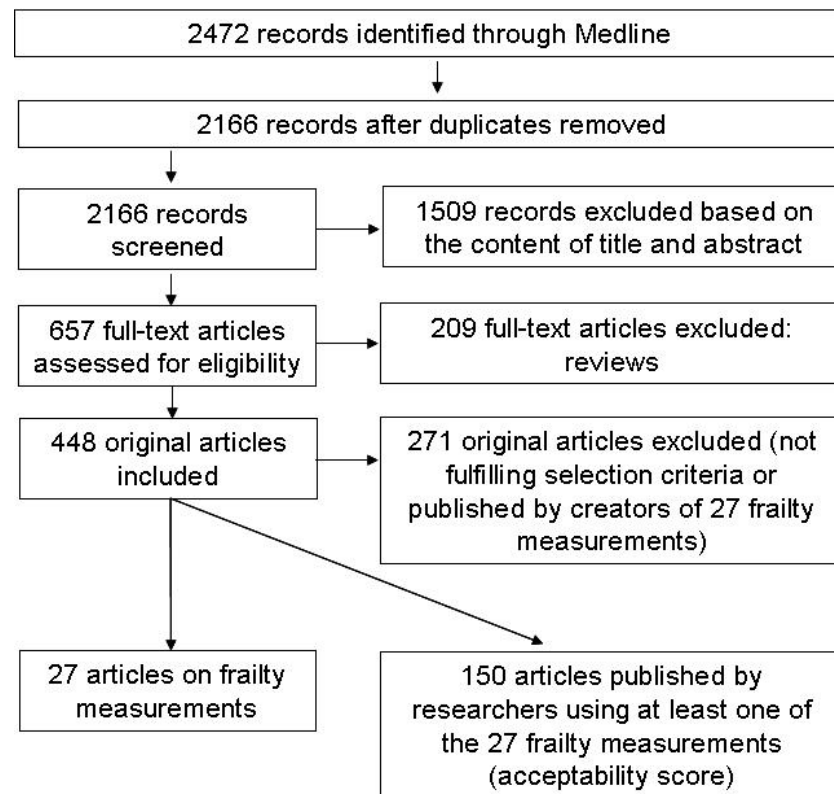 2472 records identified through Medline
2166 records after duplicates removed
2166 records
screened
1509 records excluded based on
the content of title and abstract
657 full-text articles
assessed for eligibility
209 full-text articles excluded:
reviews
448 original articles
included
271 original articles excluded (not
fulfilling selection criteria or
published by creators of 27 frailty
measurements)
27 articles on frailty
measurements
150 articles published by
researchers using at least one of
the 27 frailty measurements
(acceptability score)